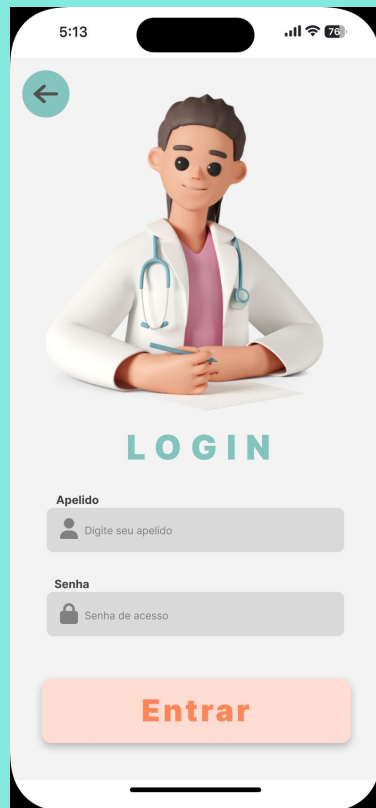 5:13
76
LOGIN
Apelido
Digite seu apelido
Senha
Senha de acesso
Entrar